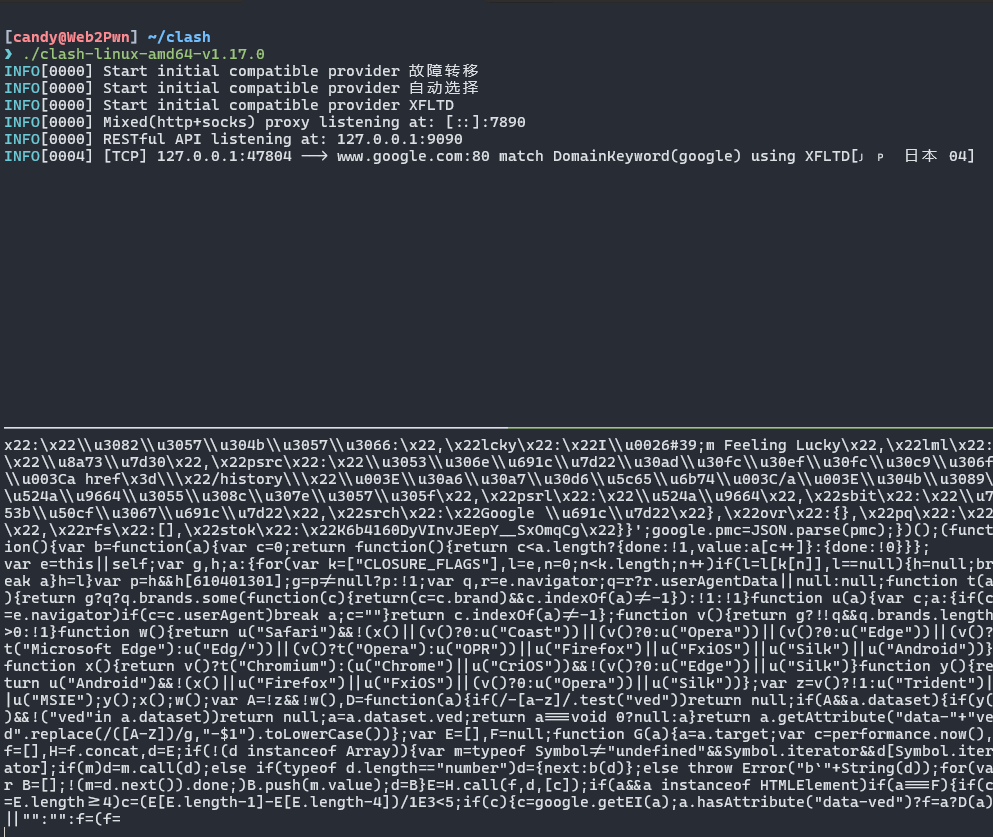 [candy@Web2Pwn] ~/clash
❯ ./clash-linux-amd64-v1.17.0
INFO[0000] Start initial compatible provider 故障转移
INFO[0000] Start initial compatible provider 自动选择
INFO[0000] Start initial compatible provider XFLTD
INFO[0000] Mixed(http+socks) proxy listening at: [::]:7890
INFO[0000] RESTful API listening at: 127.0.0.1:9090
INFO[0004] [TCP] 127.0.0.1:47804 --> www.google.com:80 match DomainKeyword(google) using XFLTD[🇯 🇵 日本 04]
x22:\x22\\u3082\\u3057\\u304b\\u3057\\u3066:\x22,\x22lcky\x22:\x22I\\u0026#39;m Feeling Lucky\x22,\x22lml\x22:
\x22\\u8a73\\u7d30\x22,\x22psrc\x22:\x22\\u3053\\u306e\\u691c\\u7d22\\u30ad\\u30fc\\u30ef\\u30fc\\u30c9\\u306f
\\u003Ca href\x3d\\\x22/history\\\x22\\u003E\\u30a6\\u30a7\\u30d6\\u5c65\\u6b74\\u003C/a\\u003E\\u304b\\u3089\
\u524a\\u9664\\u3055\\u308c\\u307e\\u3057\\u305f\x22,\x22psrl\x22:\x22\\u524a\\u9664\x22,\x22sbit\x22:\x22\\u7
53b\\u50cf\\u3067\\u691c\\u7d22\x22,\x22srch\x22:\x22Google \\u691c\\u7d22\x22},\x22ovr\x22:{},\x22pq\x22:\x22
\x22,\x22rfs\x22:[],\x22stok\x22:\x22K6b4160DyVInvJEepY__SxOmqCg\x22}}';google.pmc=JSON.parse(pmc);})();(funct
ion(){var b=function(a){var c=0;return function(){return c<a.length?{done:!1,value:a[c++]}:{done:!0}}};
var e=this||self;var g,h;a:{for(var k=["CLOSURE_FLAGS"],l=e,n=0;n<k.length;n++)if(l=l[k[n]],l==null){h=null;br
eak a}h=l}var p=h&&h[610401301];g=p!=null?p:!1;var q,r=e.navigator;q=r?r.userAgentData||null:null;function t(a
){return g?q?q.brands.some(function(c){return(c=c.brand)&&c.indexOf(a)!=-1}):!1:!1}function u(a){var c;a:{if(c
=e.navigator)if(c=c.userAgent)break a;c=""}return c.indexOf(a)!=-1};function v(){return g?!!q&&q.brands.length
>0:!1}function w(){return u("Safari")&&!(x()||(v()?0:u("Coast"))||(v()?0:u("Opera"))||(v()?0:u("Edge"))||(v()?
t("Microsoft Edge"):u("Edg/"))||(v()?t("Opera"):u("OPR"))||u("Firefox")||u("FxiOS")||u("Silk")||u("Android"))}
function x(){return v()?t("Chromium"):(u("Chrome")||u("CriOS"))&&!(v()?0:u("Edge"))||u("Silk")}function y(){re
turn u("Android")&&!(x()||u("Firefox")||u("FxiOS")||(v()?0:u("Opera"))||u("Silk"))};var z=v()?!1:u("Trident")|
|u("MSIE");y();x();w();var A=!z&&!w(),D=function(a){if(/-[a-z]/.test("ved"))return null;if(A&&a.dataset){if(y(
)&&!("ved"in a.dataset))return null;a=a.dataset.ved;return a===void 0?null:a}return a.getAttribute("data-"+"ve
d".replace(/([A-Z])/g,"-$1").toLowerCase())};var E=[],F=null;function G(a){a=a.target;var c=performance.now(),
f=[],H=f.concat,d=E;if(!(d instanceof Array)){var m=typeof Symbol!="undefined"&&Symbol.iterator&&d[Symbol.iter
ator];if(m)d=m.call(d);else if(typeof d.length=="number")d={next:b(d)};else throw Error("b`"+String(d));for(va
r B=[];!(m=d.next()).done;)B.push(m.value);d=B}E=H.call(f,d,[c]);if(a&&a instanceof HTMLElement)if(a===F){if(c
=E.length>=4)c=(E[E.length-1]-E[E.length-4])/1E3<5;if(c){c=google.getEI(a);a.hasAttribute("data-ved")?f=a?D(a)
||"":"":f=(f=